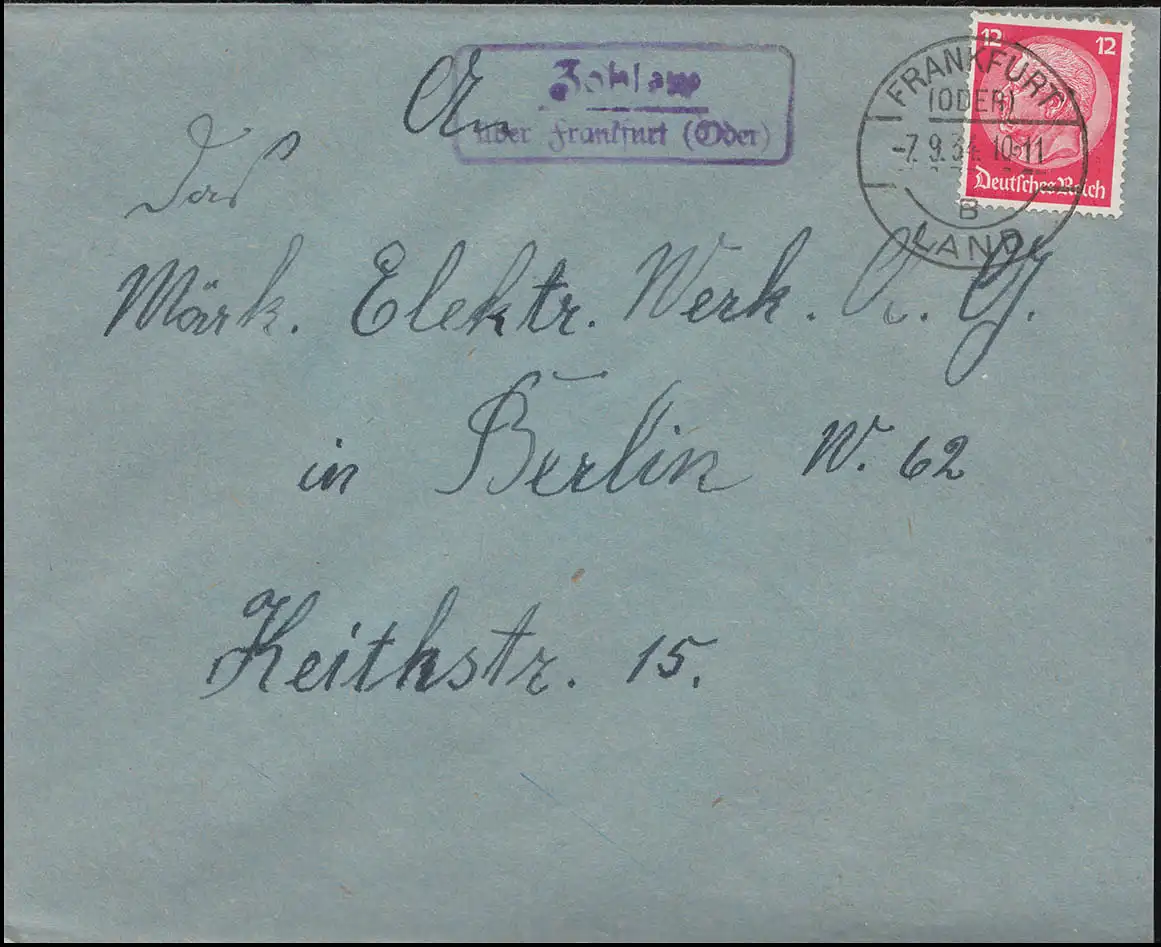 12 12
Deutsches Reich
FRANKFURT
(ODER)
-7.9.34. 10-11
B
LAND
Zohlow
über Frankfurt (Oder)
An
Das
Märk. Elektr. Werk. A. G.
in Berlin W. 62
Keithstr. 15.